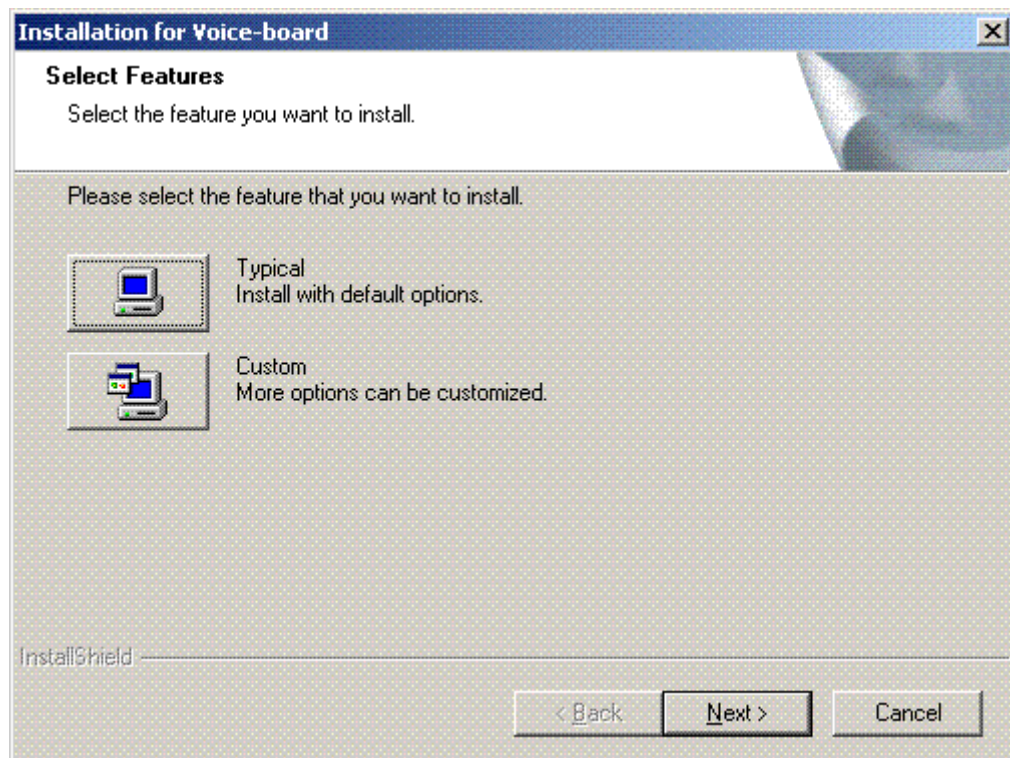 Installation for Voice-board
Select Features
Select the feature you want to install.
Please select the feature that you want to install.
Typical
Install with default options.
Custom
More options can be customized.
InstallShield
< Back
Next >
Cancel